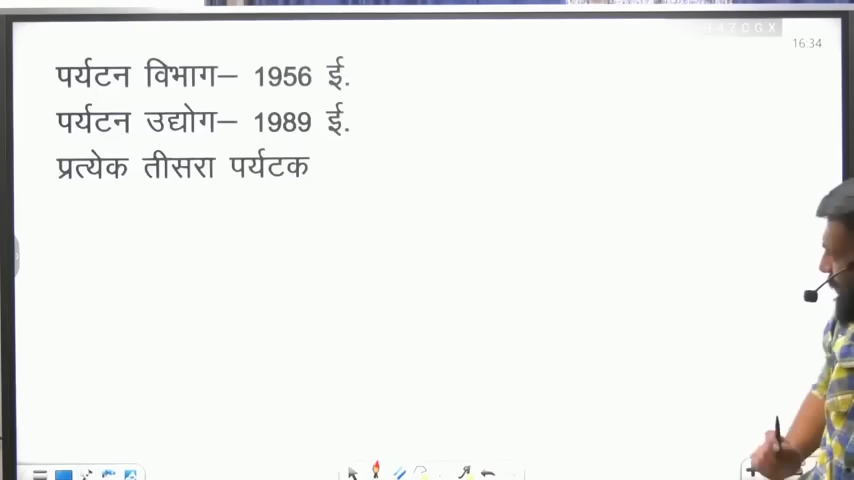 16:34
पर्यटन विभाग– 1956 ई.
पर्यटन उद्योग– 1989 ई.
प्रत्येक तीसरा पर्यटक